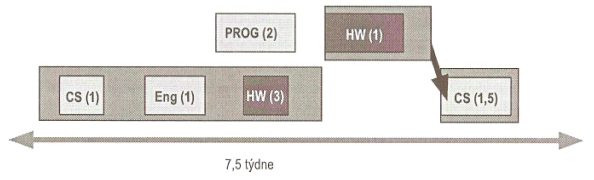 PROG (2)
HW (1)
CS (1)
Eng (1)
HW (3)
CS (1,5)
7,5 týdne